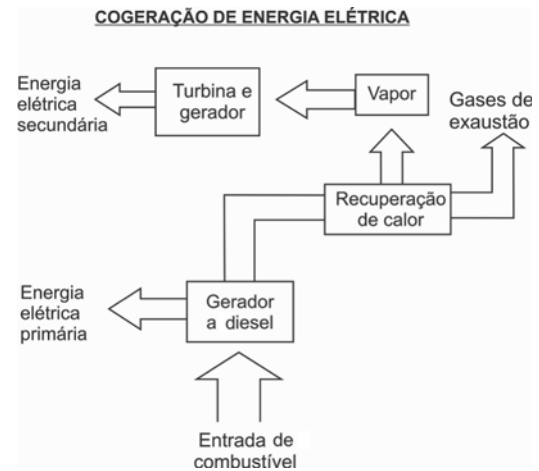 COGERAÇÃO DE ENERGIA ELÉTRICA
Energia
elétrica
secundária
Turbina e
gerador
Vapor
Gases de
exaustão
Recuperação
de calor
Energia
elétrica
primária
Gerador
a diesel
Entrada de
combustível